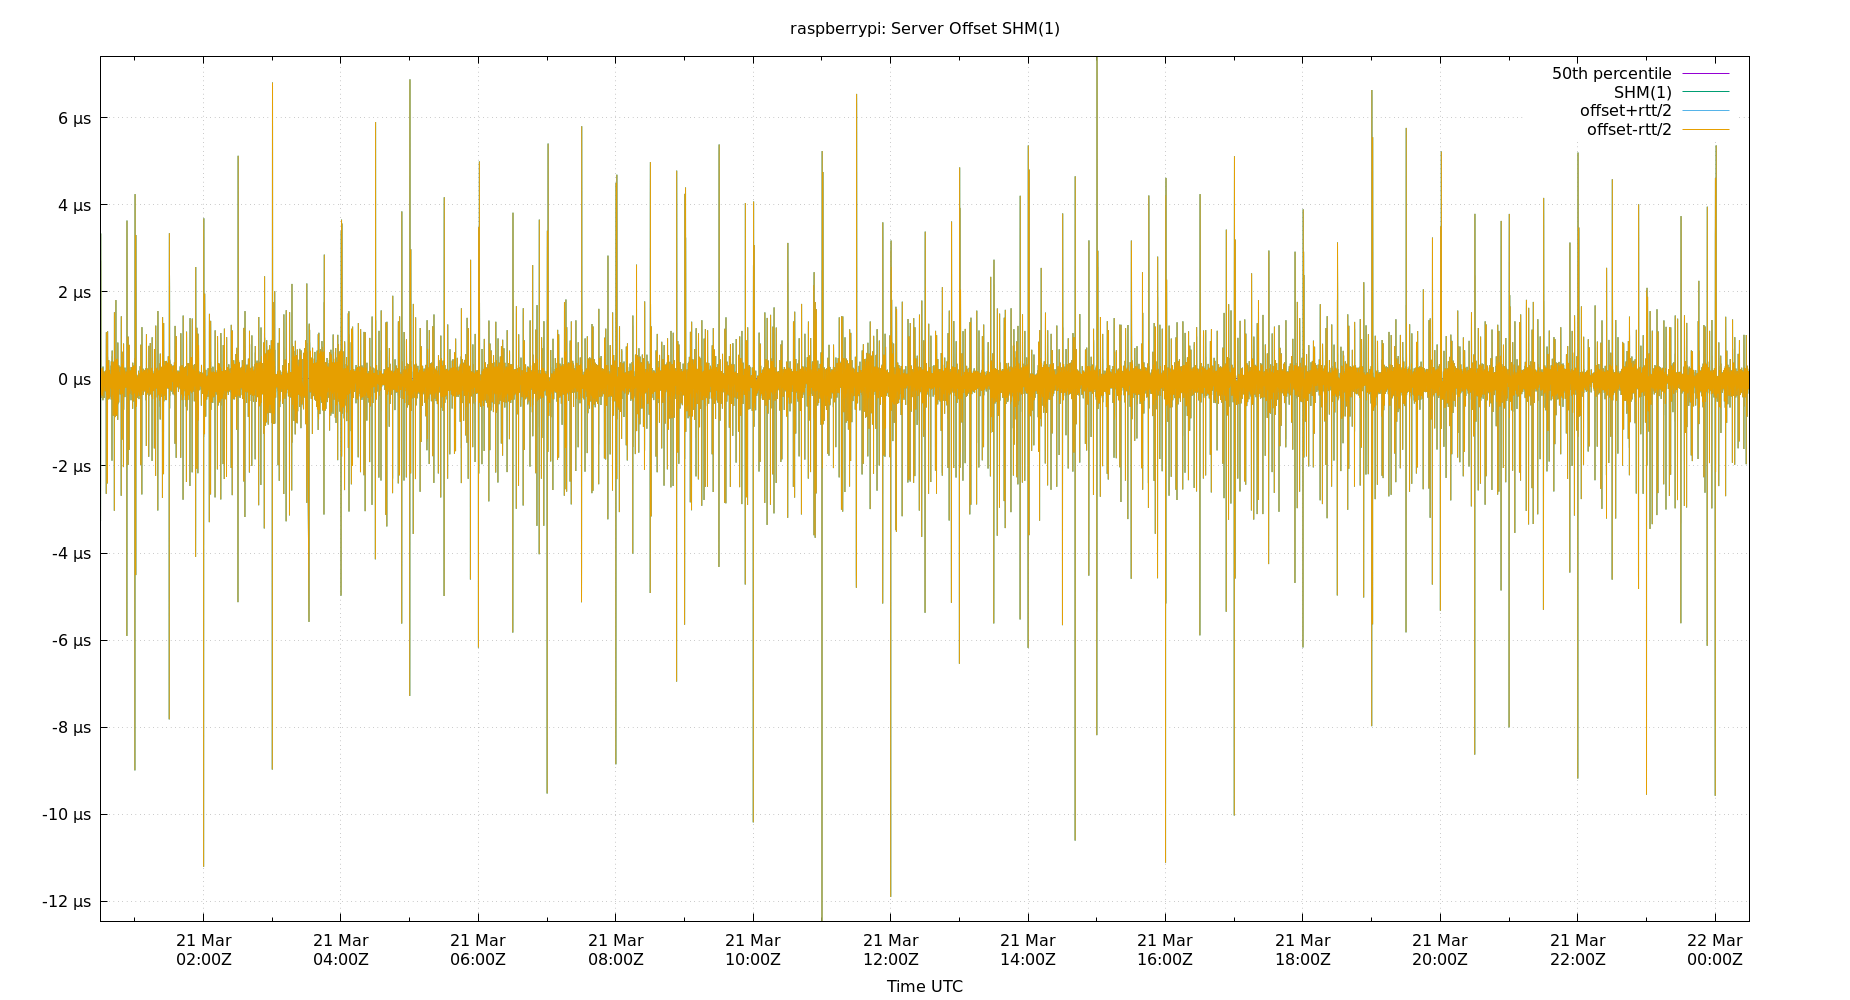 raspberrypi: Server Offset SHM(1)
50th percentile
SHM(1)
offset+rtt/2
offset-rtt/2
6 µs
4 µs
2 µs
0 µs
-2 µs
-4 µs
-6 µs
-8 µs
-10 µs
-12 µs
21 Mar 21 Mar 21 Mar 21 Mar 21 Mar 21 Mar 21 Mar 21 Mar 21 Mar 21 Mar 21 Mar 22 Mar
02:00Z 04:00Z 06:00Z 08:00Z 10:00Z 12:00Z 14:00Z 16:00Z 18:00Z 20:00Z 22:00Z 00:00Z
Time UTC